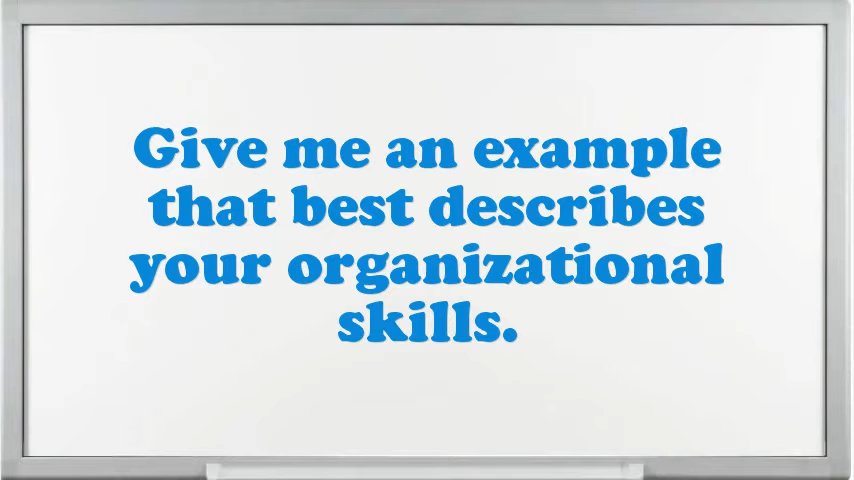 Give me an example
that best describes
your organizational
skills.